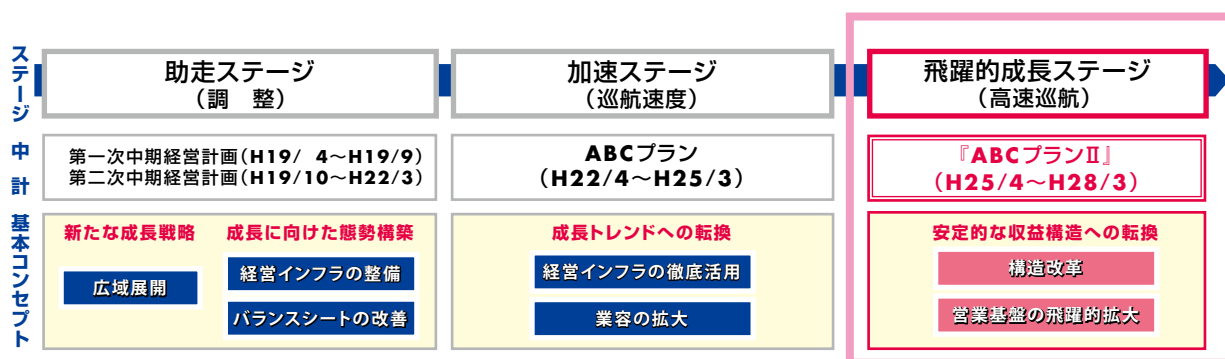 ステージ
助走ステージ
（調　整）
加速ステージ
（巡航速度）
飛躍的成長ステージ
（高速巡航）
中計
第一次中期経営計画（H19/ 4～H19/9）
第二次中期経営計画（H19/10～H22/3）
ABCプラン
（H22/4～H25/3）
『ABCプランⅡ』
（H25/4～H28/3）
基本コンセプト
新たな成長戦略
広域展開
成長に向けた態勢構築
経営インフラの整備
バランスシートの改善
成長トレンドへの転換
経営インフラの徹底活用
業容の拡大
安定的な収益構造への転換
構造改革
営業基盤の飛躍的拡大